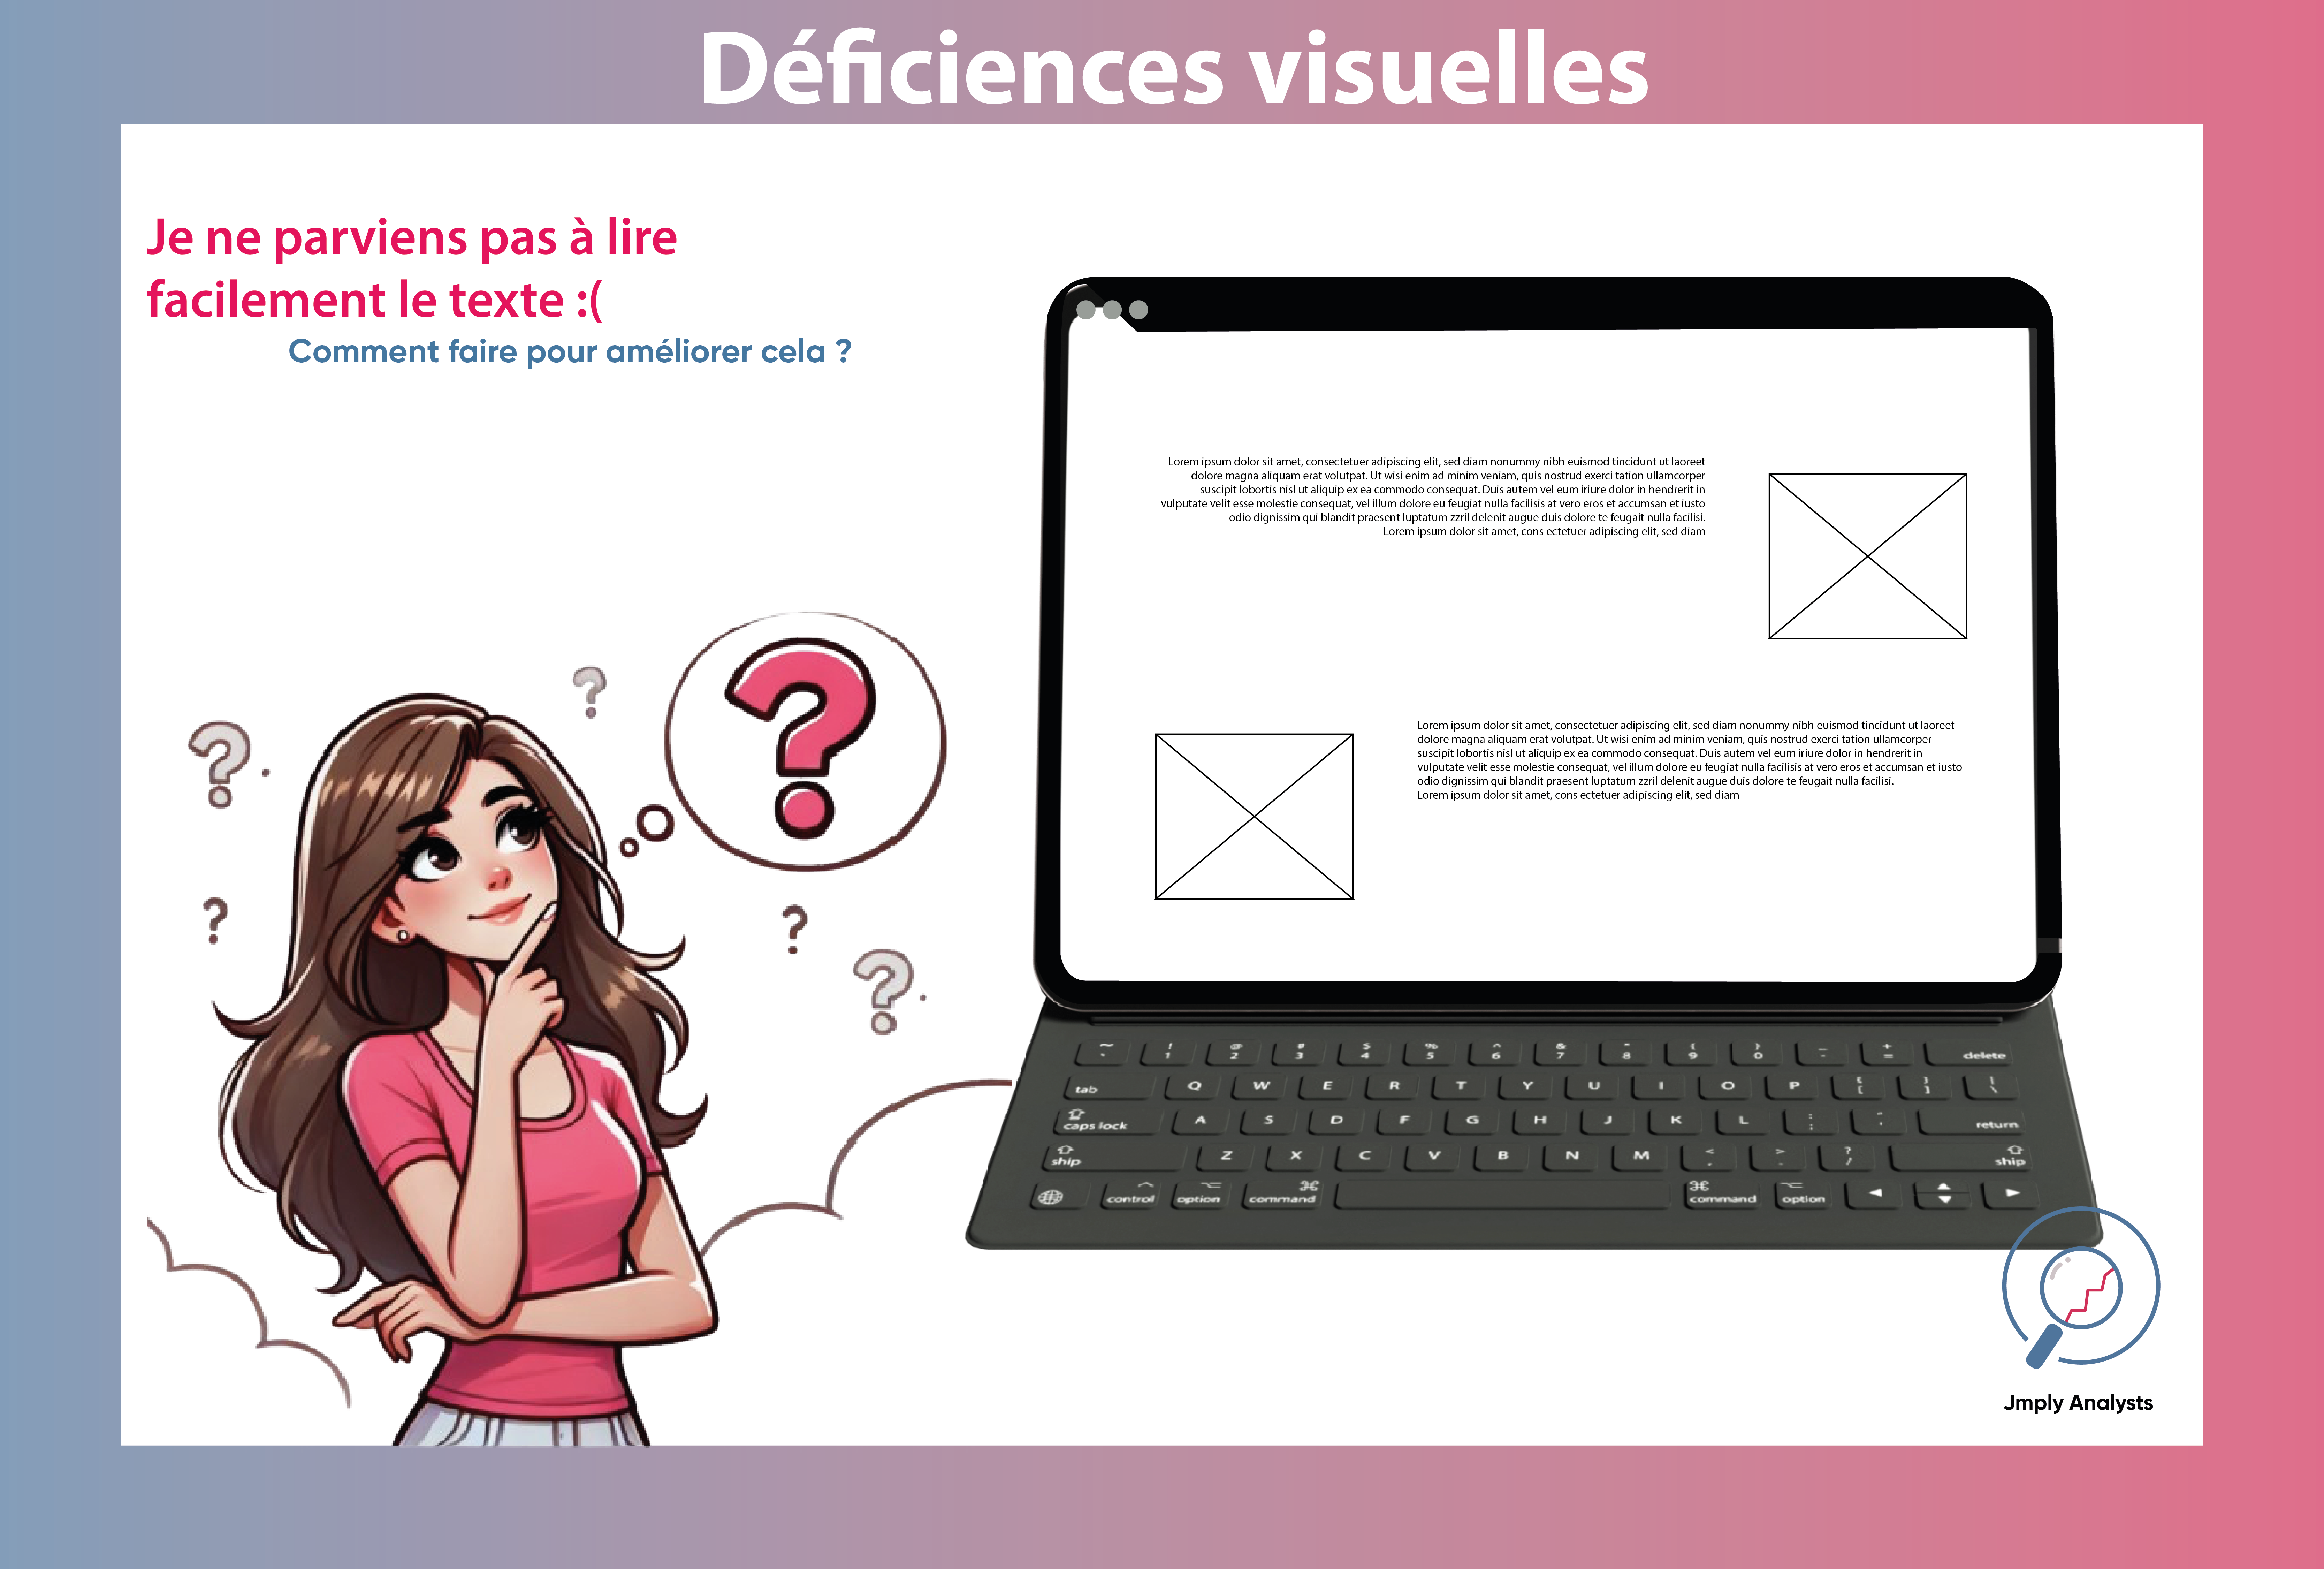 Déficiences visuelles
Je ne parviens pas à lire
facilement le texte :(
Comment faire pour améliorer cela ?
Lorem ipsum dolor sit amet, consectetuer adipiscing elit, sed diam nonummy nibh euismod tincidunt ut laoreet
dolore magna aliquam erat volutpat. Ut wisi enim ad minim veniam, quis nostrud exerci tation ullamcorper
suscipit lobortis nisl ut aliquip ex ea commodo consequat. Duis autem vel eum iriure dolor in hendrerit in
vulputate velit esse molestie consequat, vel illum dolore eu feugiat nulla facilisis at vero eros et accumsan et iusto
odio dignissim qui blandit praesent luptatum zzril delenit augue duis dolore te feugait nulla facilisi.
Lorem ipsum dolor sit amet, cons ectetuer adipiscing elit, sed diam
Lorem ipsum dolor sit amet, consectetuer adipiscing elit, sed diam nonummy nibh euismod tincidunt ut laoreet
dolore magna aliquam erat volutpat. Ut wisi enim ad minim veniam, quis nostrud exerci tation ullamcorper
suscipit lobortis nisl ut aliquip ex ea commodo consequat. Duis autem vel eum iriure dolor in hendrerit in
vulputate velit esse molestie consequat, vel illum dolore eu feugiat nulla facilisis at vero eros et accumsan et iusto
odio dignissim qui blandit praesent luptatum zzril delenit augue duis dolore te feugait nulla facilisi.
Lorem ipsum dolor sit amet, cons ectetuer adipiscing elit, sed diam
? ? ? ? ? ?
1 2 3 4 5 6 7 8 9 0 delete
tab Q W E R T Y U I O P
caps lock A S D F G H J K L return
ship Z X C V B N M ship
control option command command option
Jmply Analysts